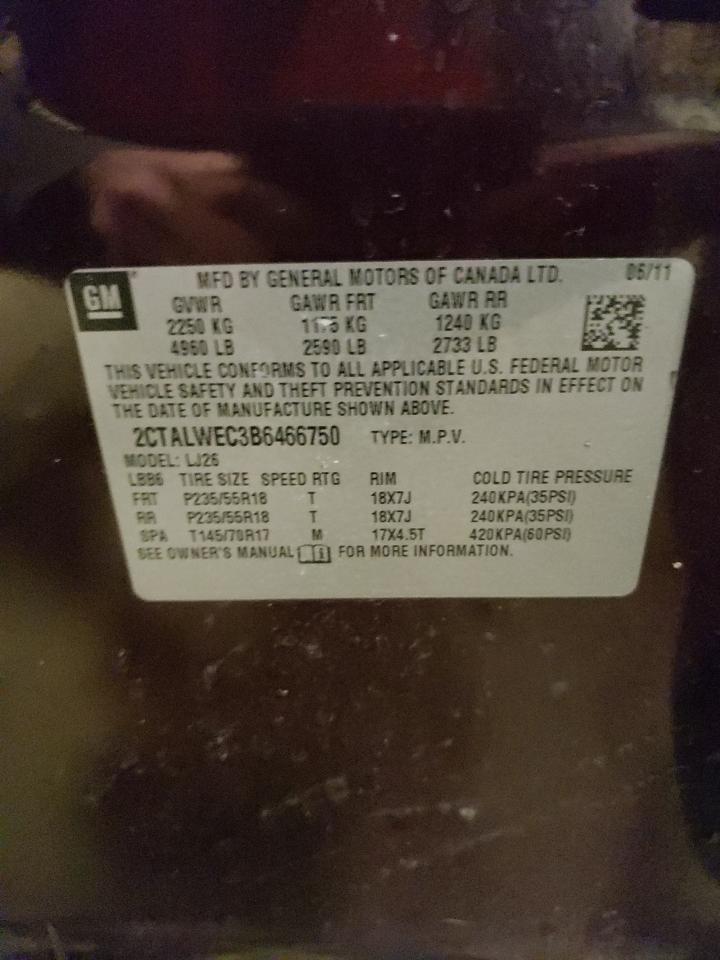 GM
MFD BY GENERAL MOTORS OF CANADA LTD. 06/11
GVWR GAWR FRT GAWR RR
2250 KG 1175 KG 1240 KG
4960 LB 2590 LB 2733 LB
THIS VEHICLE CONFORMS TO ALL APPLICABLE U.S. FEDERAL MOTOR
VEHICLE SAFETY AND THEFT PREVENTION STANDARDS IN EFFECT ON
THE DATE OF MANUFACTURE SHOWN ABOVE.
2CTALWEC3B6466750 TYPE: M.P.V.
MODEL: LJ26
LBB6 TIRE SIZE SPEED RTG RIM COLD TIRE PRESSURE
FRT P235/55R18 T 18X7J 240KPA(35PSI)
RR P235/55R18 T 18X7J 240KPA(35PSI)
SPA T145/70R17 M 17X4.5T 420KPA(60PSI)
SEE OWNER'S MANUAL FOR MORE INFORMATION.